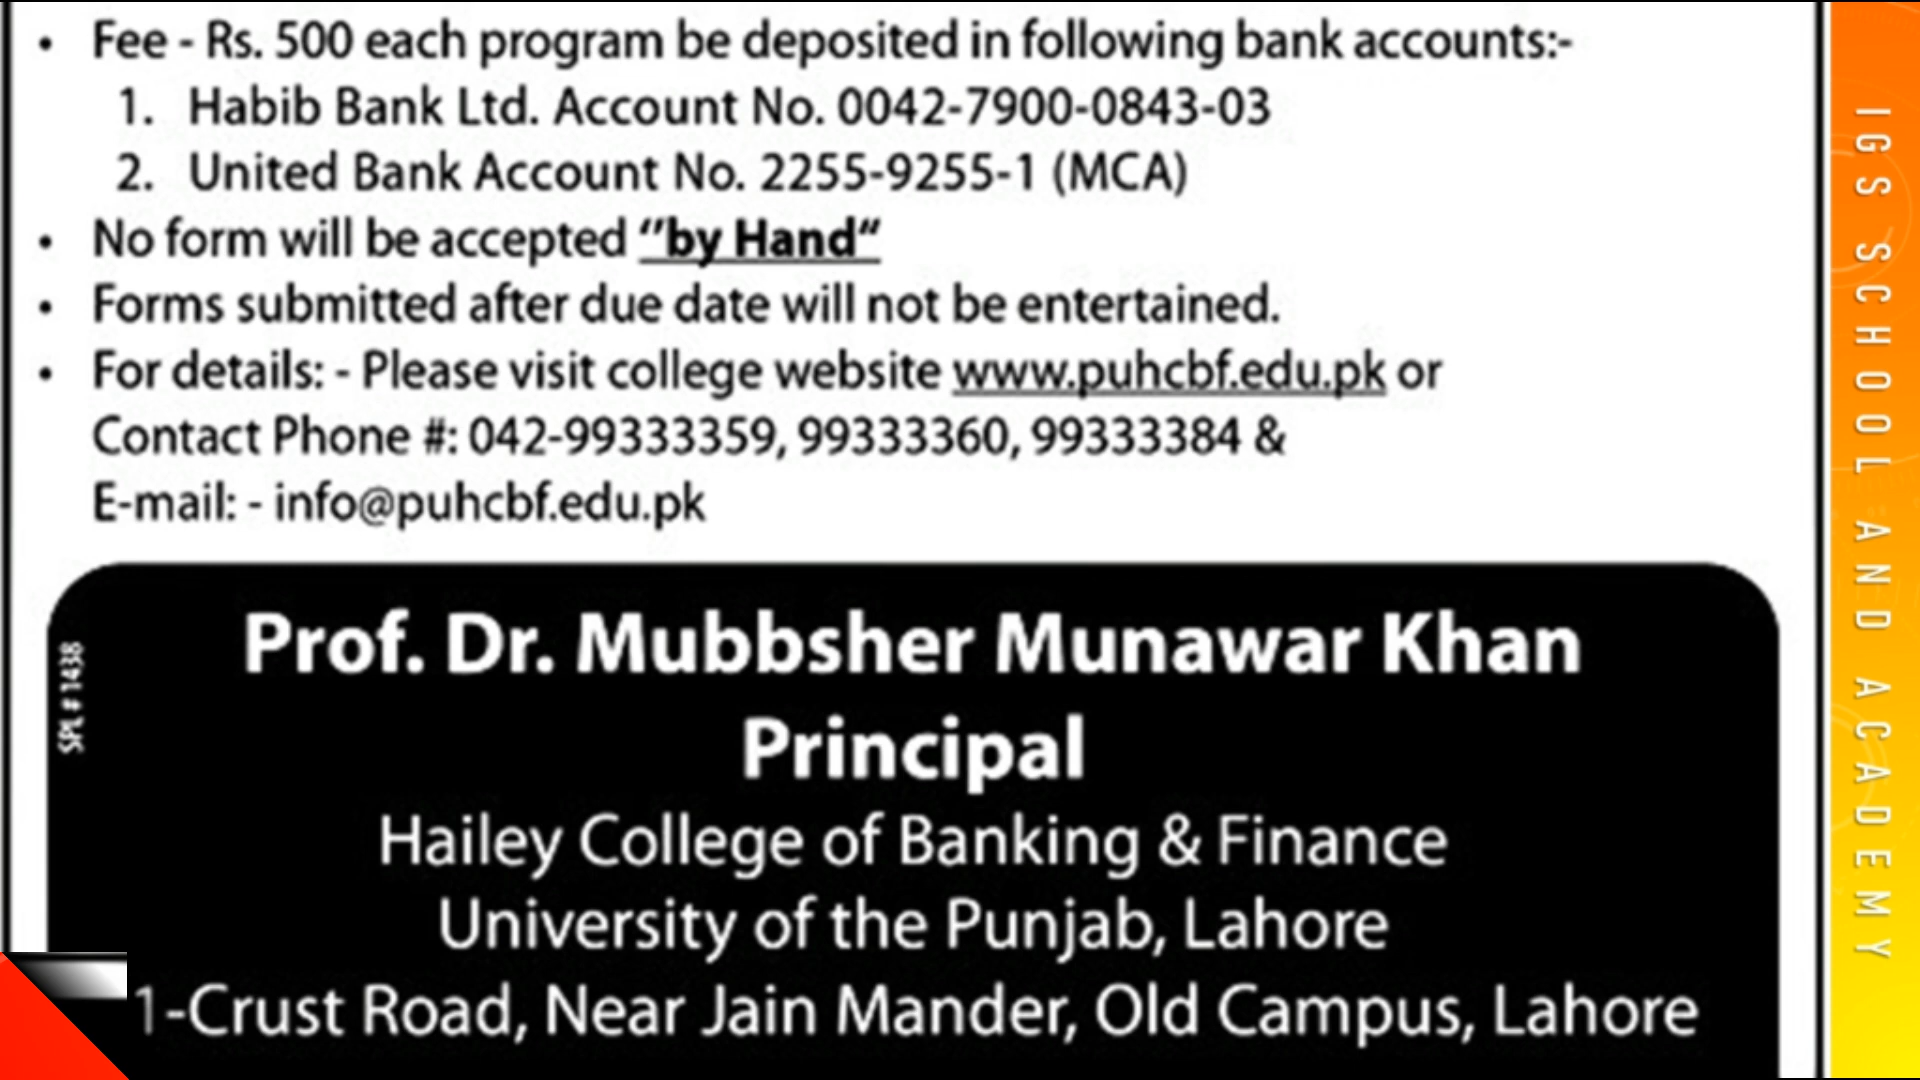 • Fee - Rs. 500 each program be deposited in following bank accounts:-
1. Habib Bank Ltd. Account No. 0042-7900-0843-03
2. United Bank Account No. 2255-9255-1 (MCA)
• No form will be accepted ‘’by Hand“
• Forms submitted after due date will not be entertained.
• For details: - Please visit college website www.puhcbf.edu.pk or
Contact Phone #: 042-99333359, 99333360, 99333384 &
E-mail: - info@puhcbf.edu.pk
SPL # 1438
Prof. Dr. Mubbsher Munawar Khan
Principal
Hailey College of Banking & Finance
University of the Punjab, Lahore
1-Crust Road, Near Jain Mander, Old Campus, Lahore
IGS SCHOOL AND ACADEMY